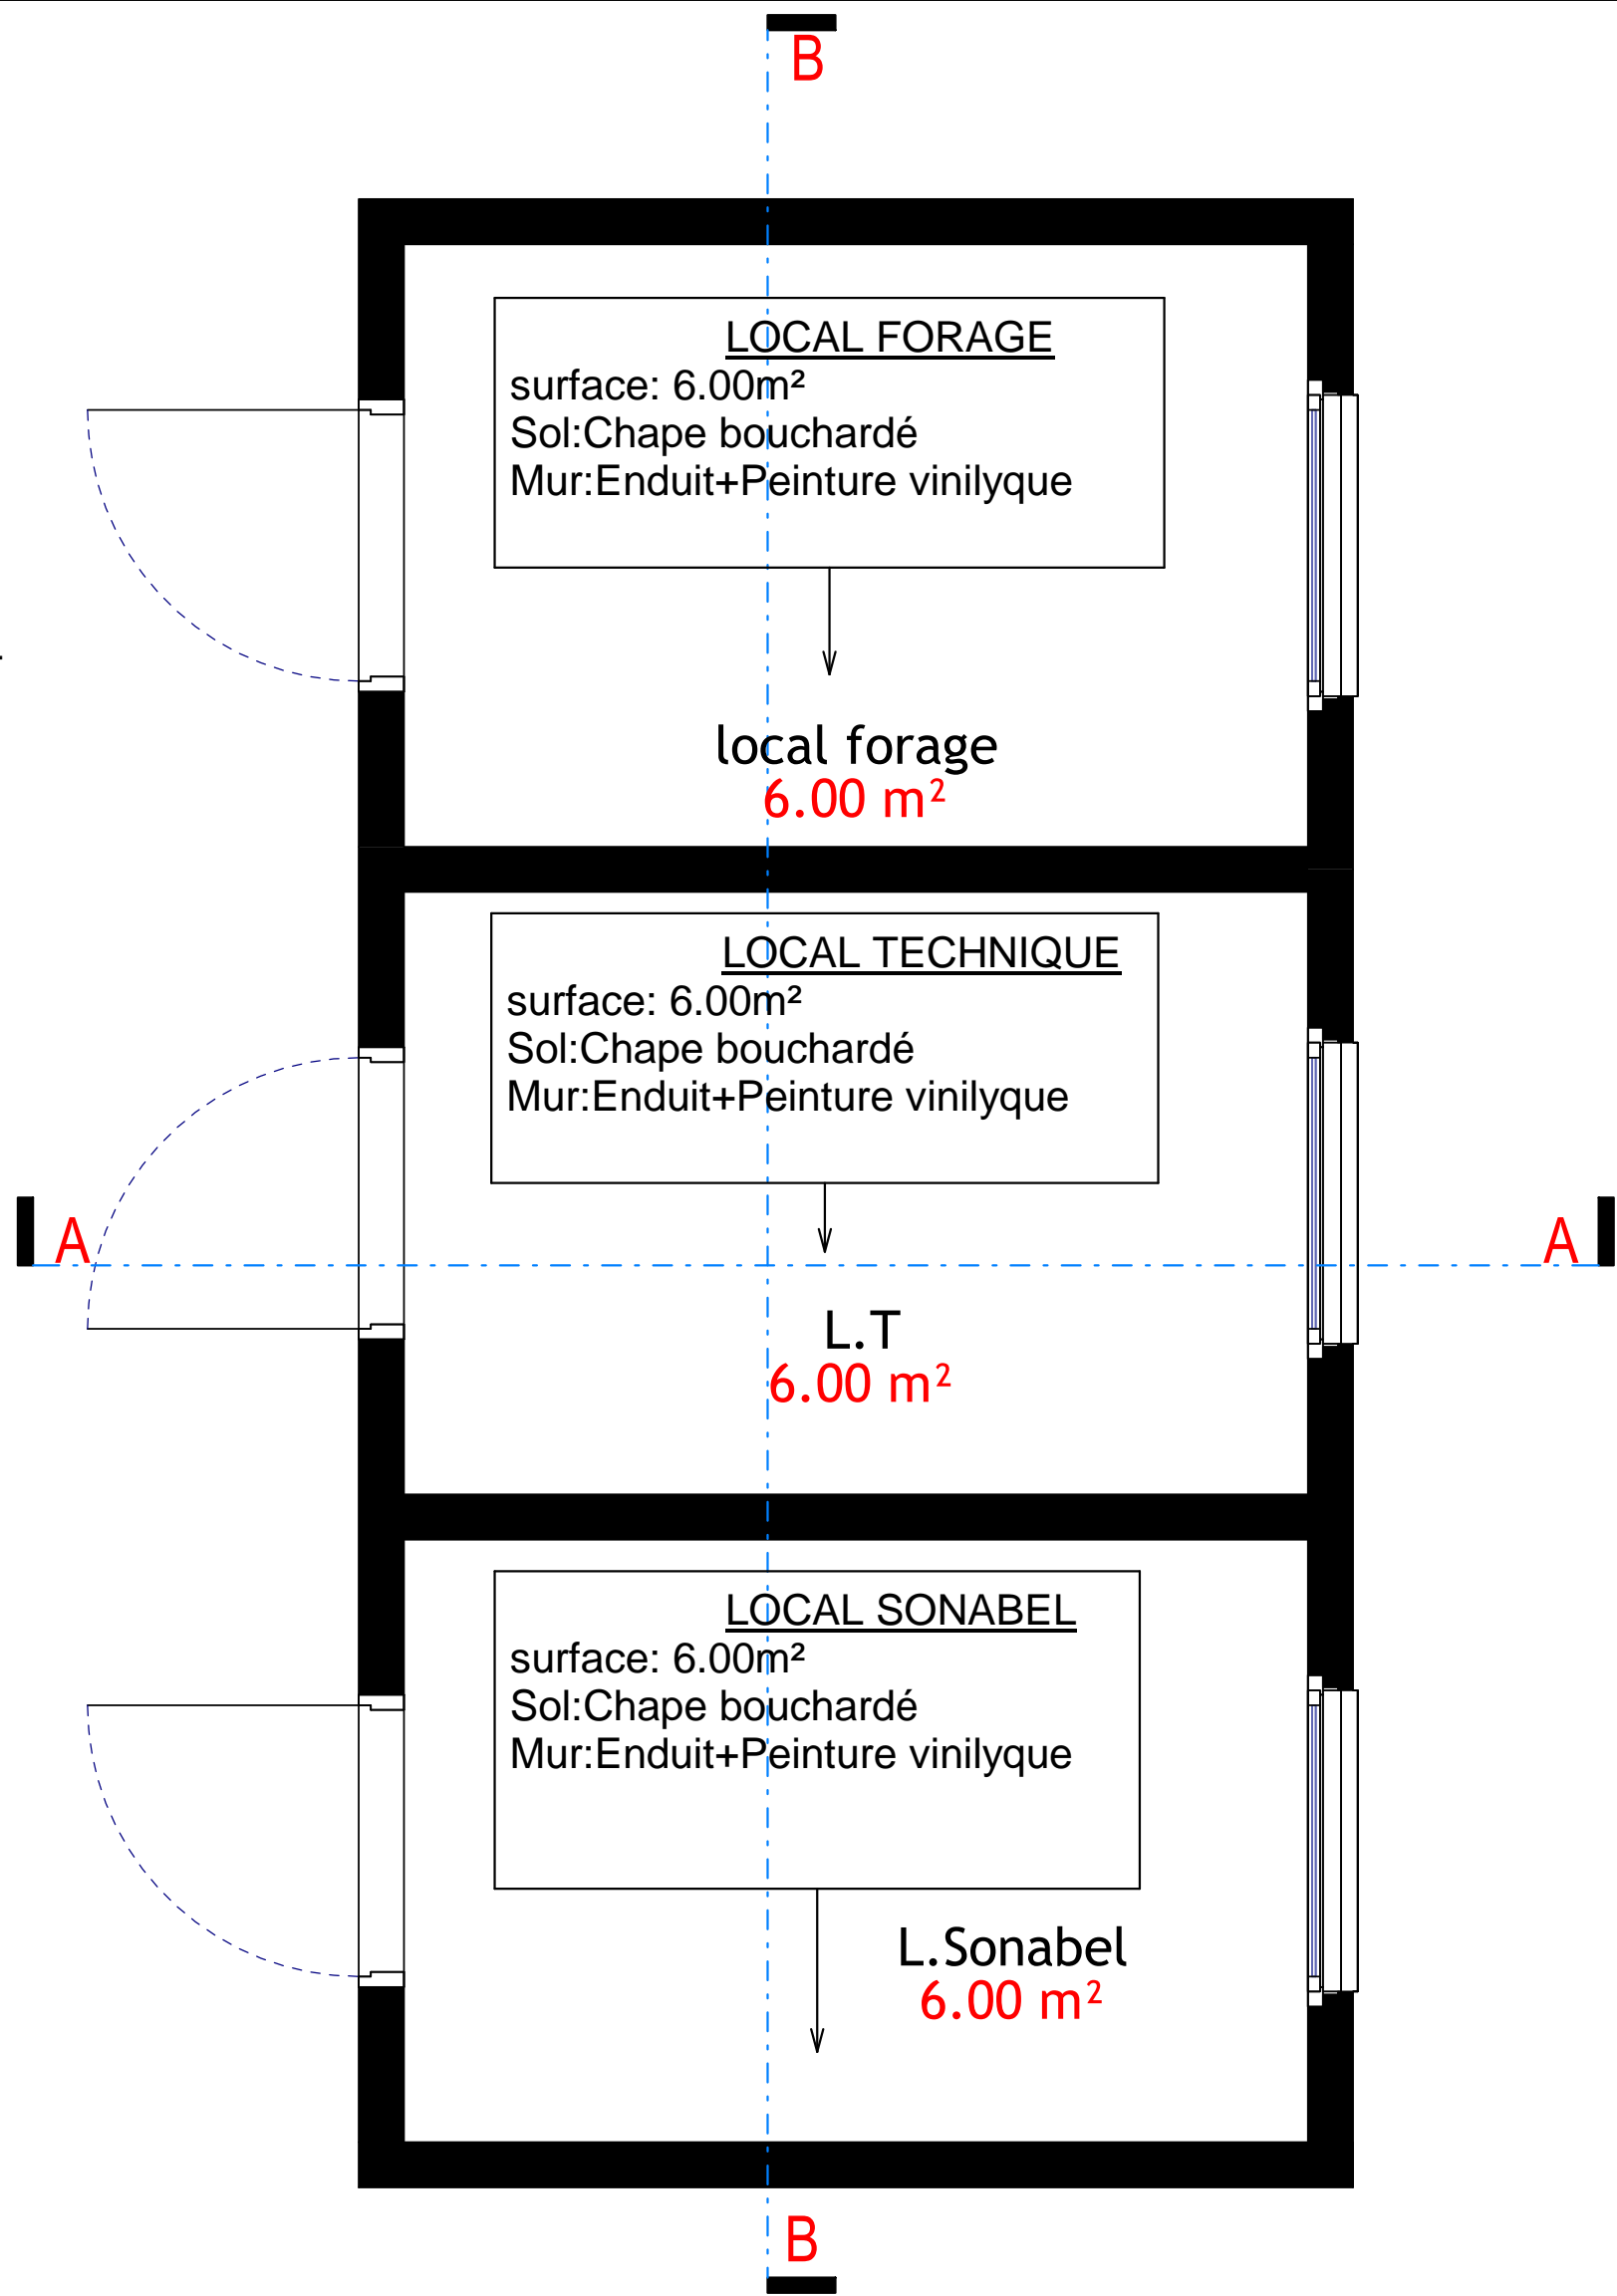 B
LOCAL FORAGE
surface: 6.00m²
Sol:Chape bouchardé
Mur:Enduit+Peinture vinilyque
local forage
6.00 m²
LOCAL TECHNIQUE
surface: 6.00m²
Sol:Chape bouchardé
Mur:Enduit+Peinture vinilyque
A
A
L.T
6.00 m²
LOCAL SONABEL
surface: 6.00m²
Sol:Chape bouchardé
Mur:Enduit+Peinture vinilyque
L.Sonabel
6.00 m²
B